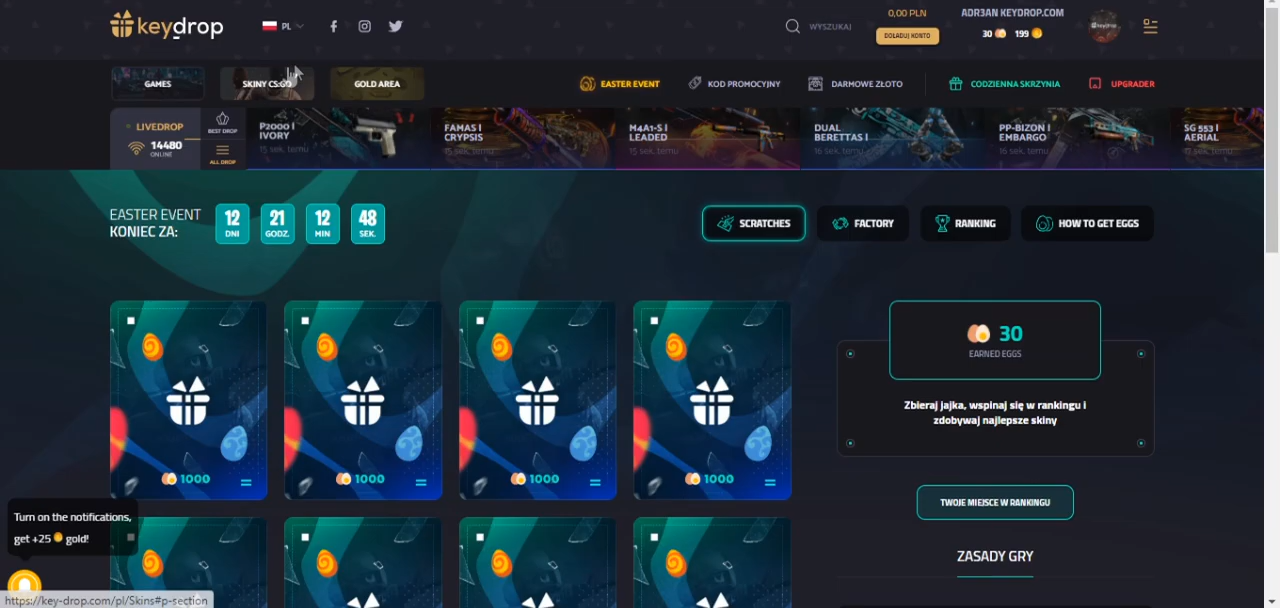 keydrop
PL
WYSZUKAJ
0,00 PLN
DOŁADUJ KONTO
ADR3AN KEYDROP.COM
30 199
GAMES
SKINY CS:GO
GOLD AREA
EASTER EVENT
KOD PROMOCYJNY
DARMOWE ZŁOTO
CODZIENNA SKRZYNIA
UPGRADER
LIVEDROP
14480
ONLINE
BEST DROP
ALL DROP
P2000 |
IVORY
15 sek. temu
FAMAS |
CRYPSIS
15 sek. temu
M4A1-S |
LEADED
15 sek. temu
DUAL
BERETTAS |
16 sek. temu
PP-BIZON |
EMBARGO
16 sek. temu
SG 553 |
AERIAL
EASTER EVENT
KONIEC ZA:
12
DNI
21
GODZ.
12
MIN
48
SEK.
SCRATCHES
FACTORY
RANKING
HOW TO GET EGGS
1000
1000
1000
1000
30
EARNED EGGS
Zbieraj jajka, wspinaj się w rankingu i
zdobywaj najlepsze skiny
TWOJE MIEJSCE W RANKINGU
ZASADY GRY
Turn on the notifications,
get +25 gold!
https://key-drop.com/pl/Skins#p-section